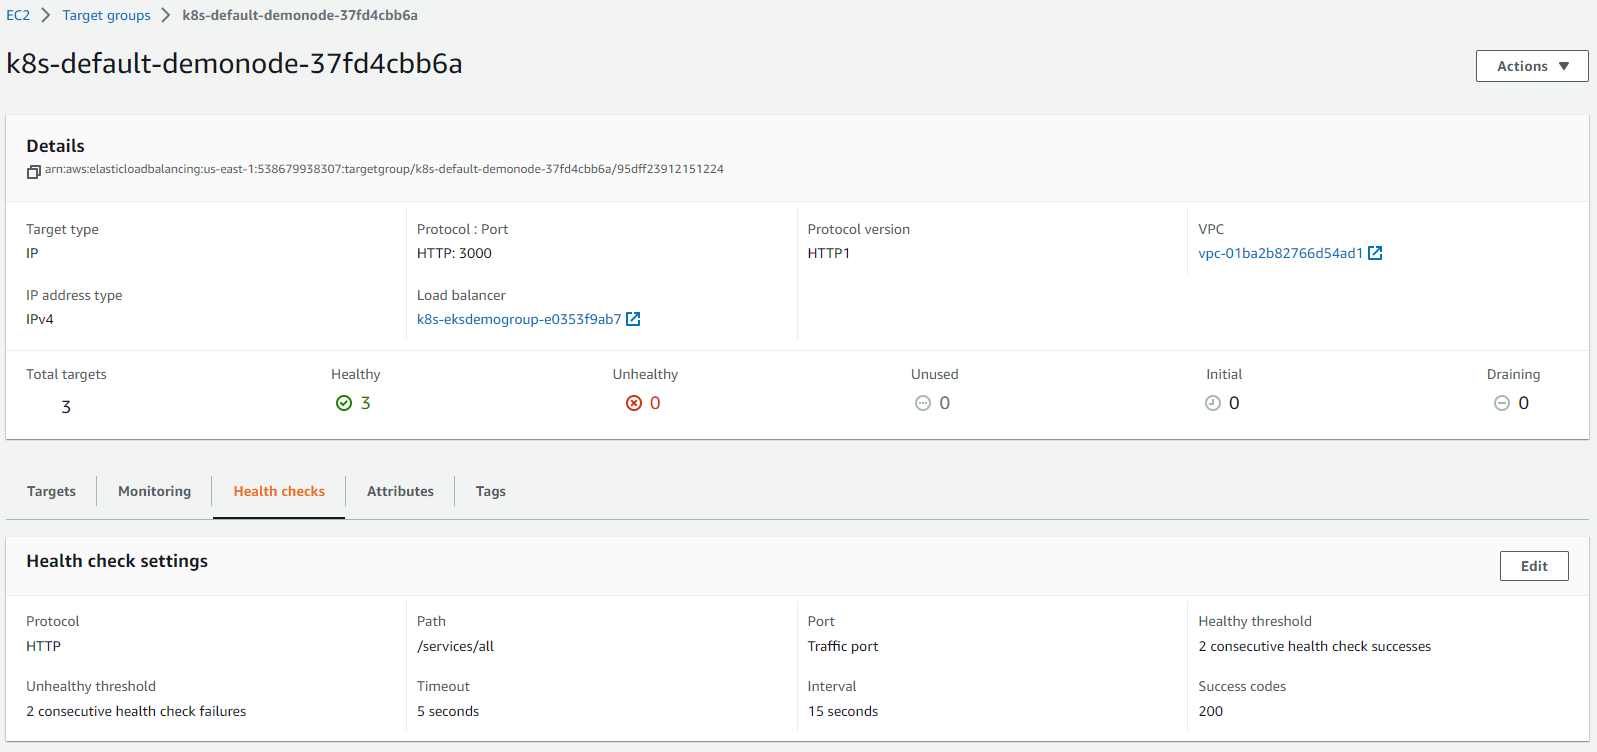 EC2 > Target groups > k8s-default-demonode-37fd4cbb6a
k8s-default-demonode-37fd4cbb6a
Actions
Details
arn:aws:elasticloadbalancing:us-east-1:538679938307:targetgroup/k8s-default-demonode-37fd4cbb6a/95dff23912151224
Target type
IP
Protocol : Port
HTTP: 3000
Protocol version
HTTP1
VPC
vpc-01ba2b82766d54ad1
IP address type
IPv4
Load balancer
k8s-eksdemogroup-e0353f9ab7
Total targets
3
Healthy
3
Unhealthy
0
Unused
0
Initial
0
Draining
0
Targets
Monitoring
Health checks
Attributes
Tags
Health check settings
Edit
Protocol
HTTP
Path
/services/all
Port
Traffic port
Healthy threshold
2 consecutive health check successes
Unhealthy threshold
2 consecutive health check failures
Timeout
5 seconds
Interval
15 seconds
Success codes
200